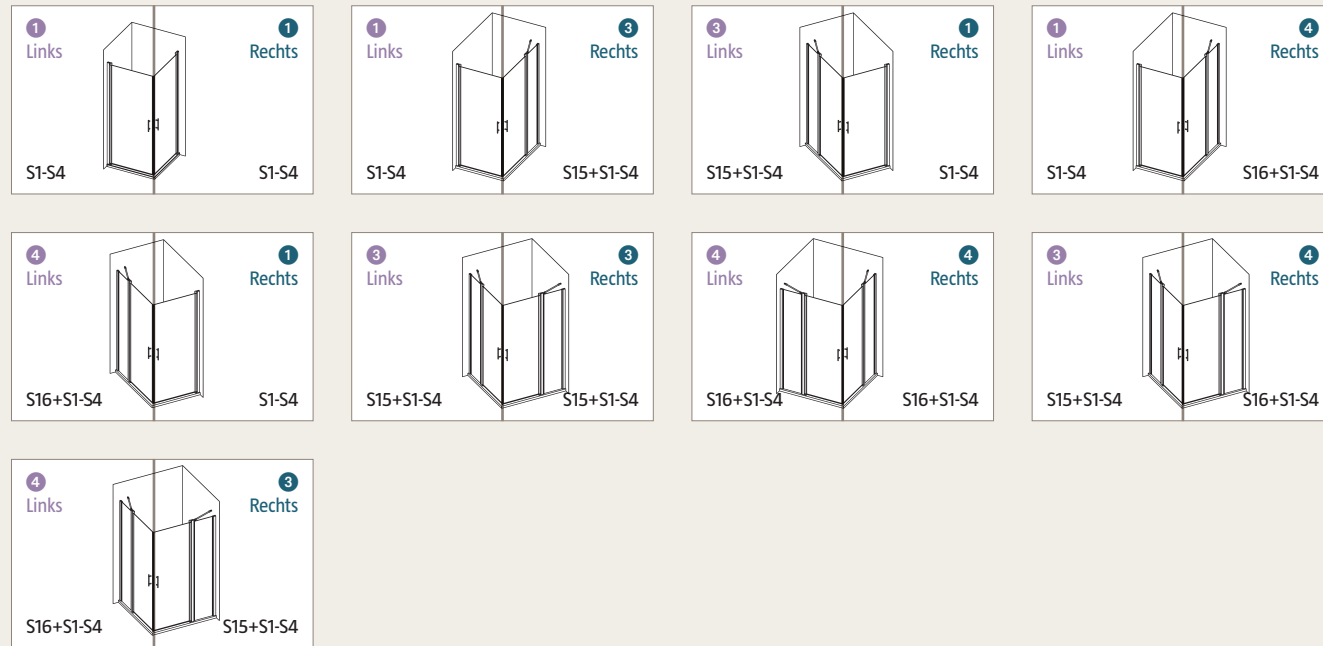 1 1
Links Rechts
S1-S4 S1-S4
1 3
Links Rechts
S1-S4 S15+S1-S4
3 1
Links Rechts
S15+S1-S4 S1-S4
1 4
Links Rechts
S1-S4 S16+S1-S4
4 1
Links Rechts
S16+S1-S4 S1-S4
3 3
Links Rechts
S15+S1-S4 S15+S1-S4
4 4
Links Rechts
S16+S1-S4 S16+S1-S4
3 4
Links Rechts
S15+S1-S4 S16+S1-S4
4 3
Links Rechts
S16+S1-S4 S15+S1-S4